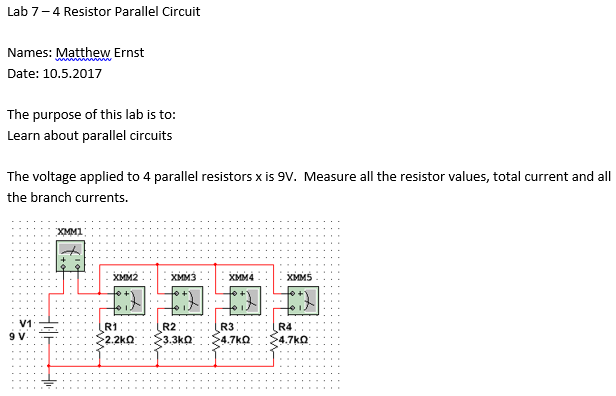 Lab 7 – 4 Resistor Parallel Circuit
Names: Matthew Ernst
Date: 10.5.2017
The purpose of this lab is to:
Learn about parallel circuits
The voltage applied to 4 parallel resistors x is 9V.  Measure all the resistor values, total current and all
the branch currents.
XMM1
XMM2 XMM3 XMM4 XMM5
V1
9 V
R1 R2 R3 R4
2.2kΩ 3.3kΩ 4.7kΩ 4.7kΩ